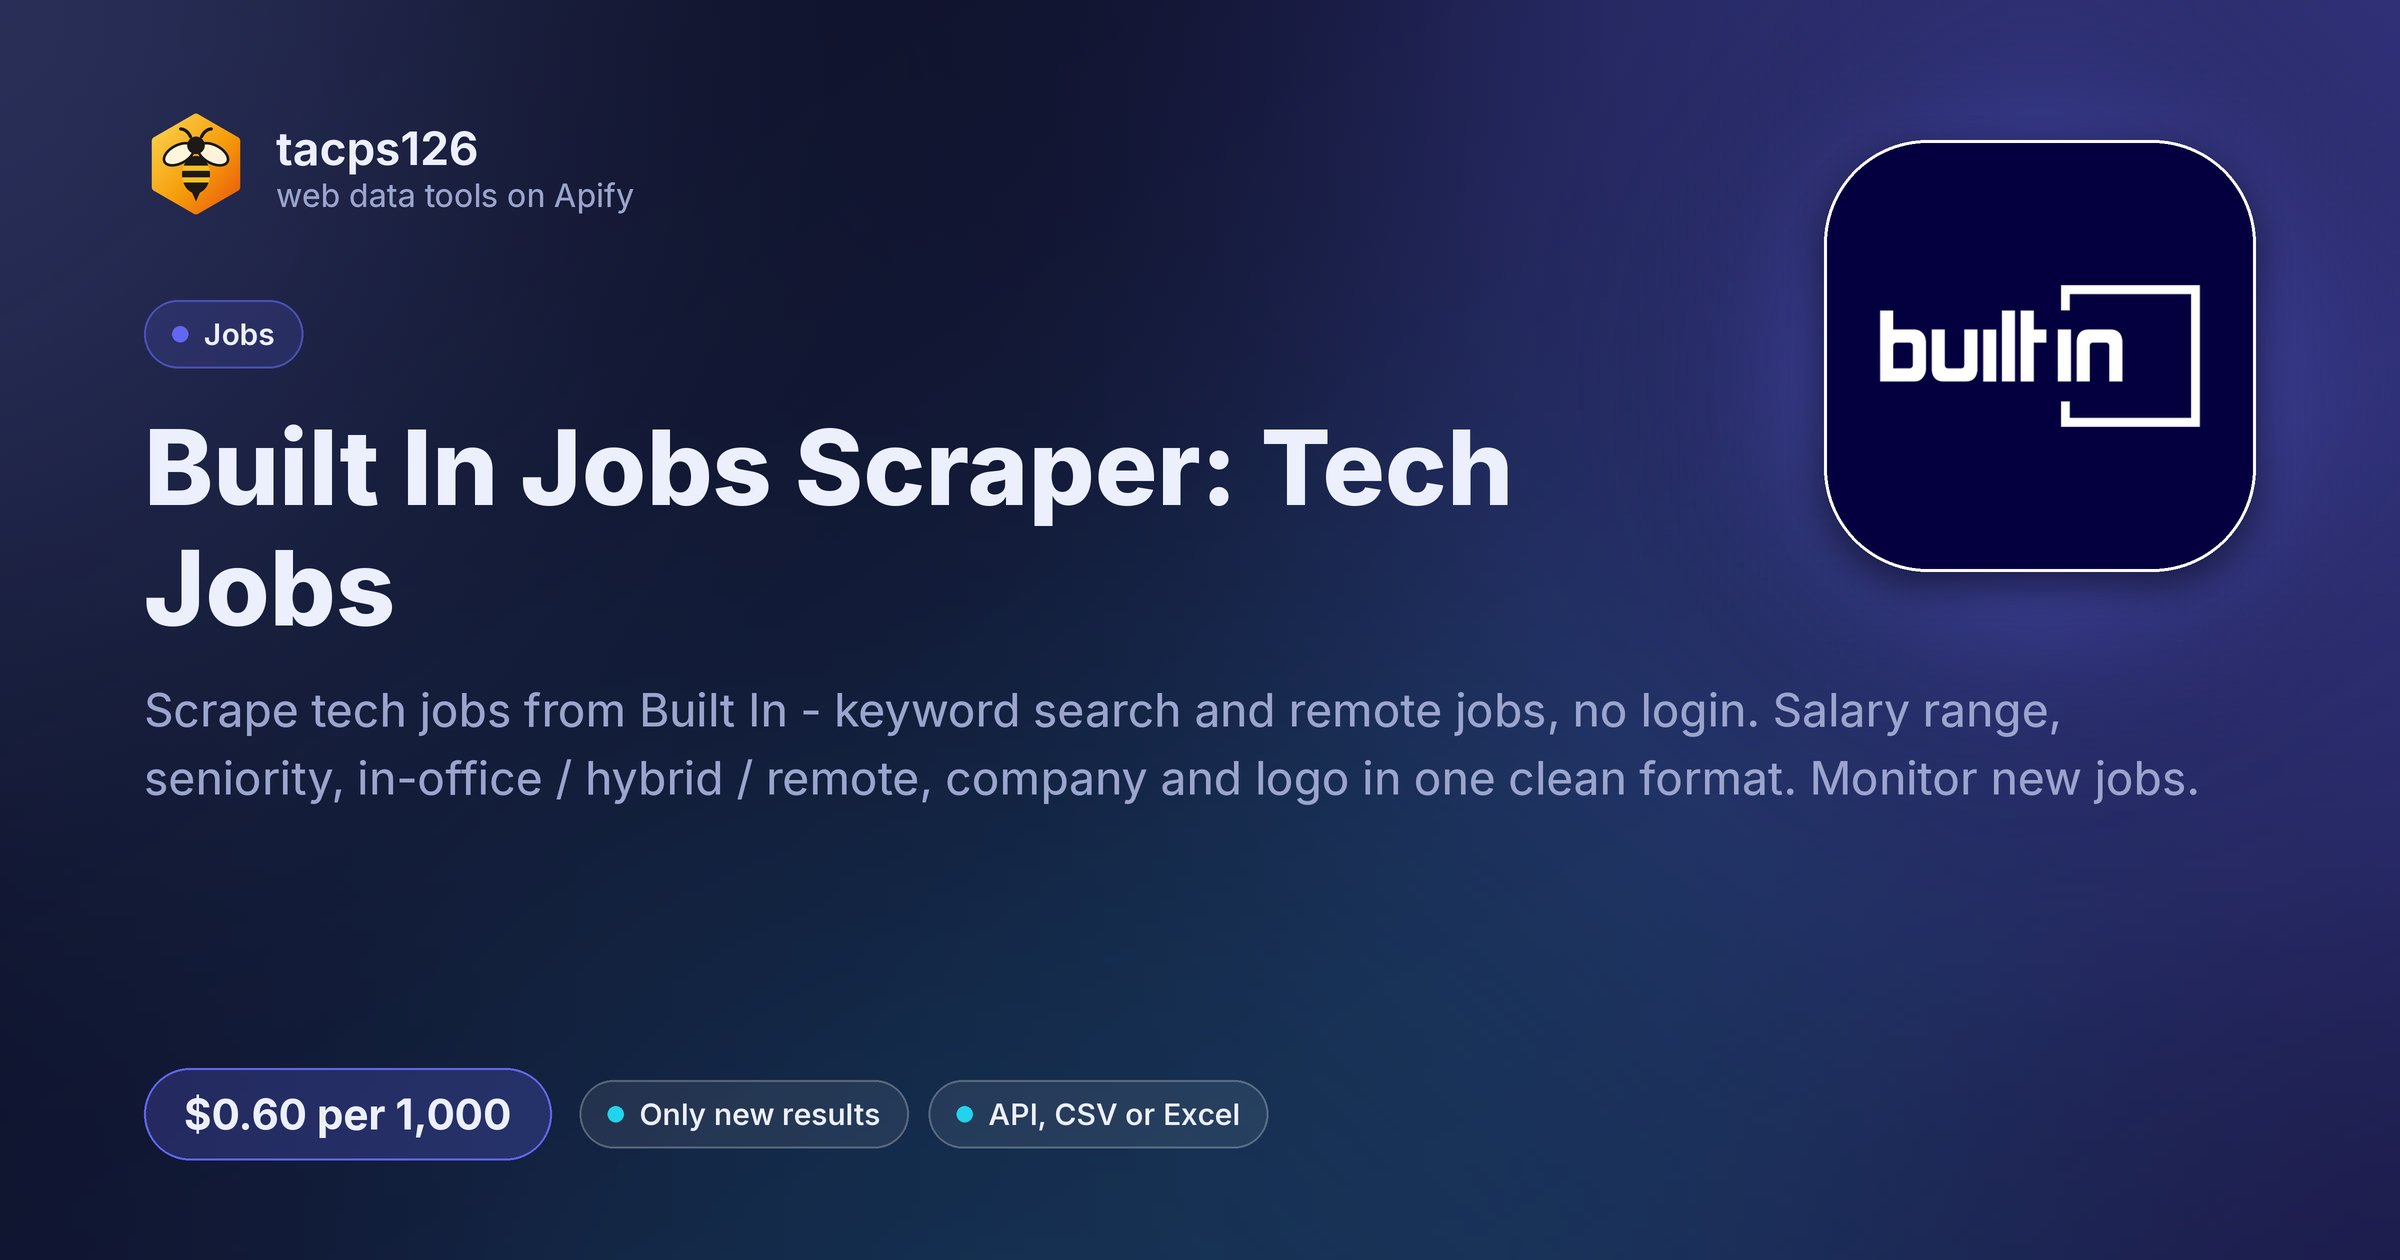 tacps126
web data tools on Apify
Jobs
Built In Jobs Scraper: Tech
Jobs
builtin
Scrape tech jobs from Built In - keyword search and remote jobs, no login. Salary range,
seniority, in-office / hybrid / remote, company and logo in one clean format. Monitor new jobs.
$0.60 per 1,000
Only new results
API, CSV or Excel